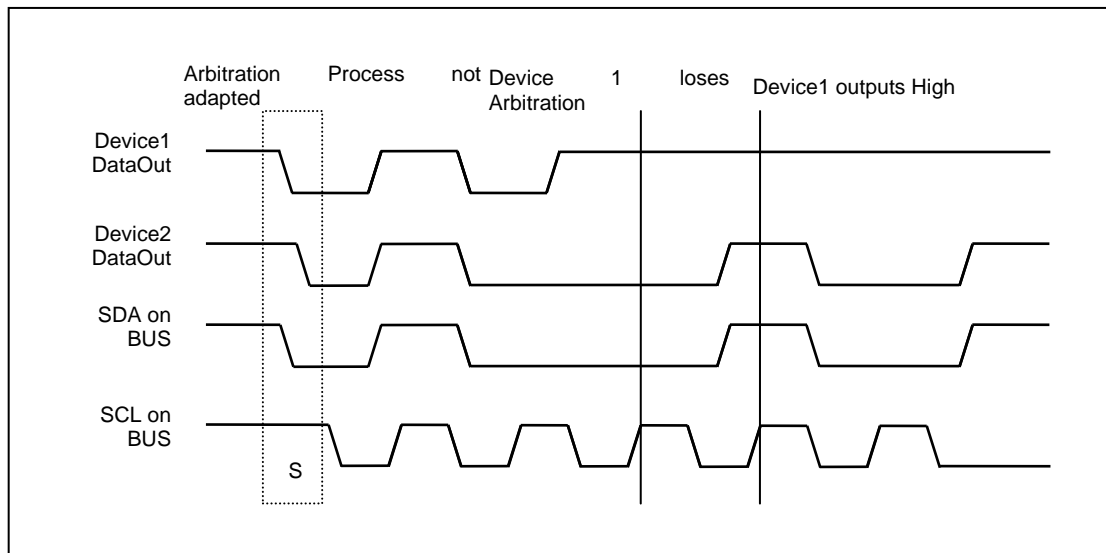 Arbitration Process not
adapted
Device 1 loses
Arbitration
Device1 outputs High
Device1
DataOut
Device2
DataOut
SDA on
BUS
SCL on
BUS
S